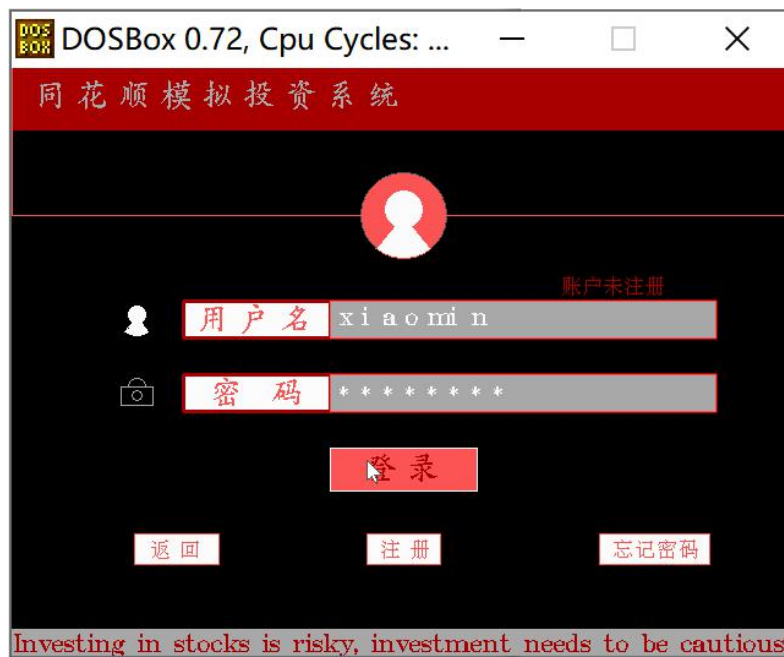 DOSBox 0.72, Cpu Cycles: ...
同花顺模拟投资系统
账户未注册
用户名 xiaomin
密码 ********
登录
返回 注册 忘记密码
Investing in stocks is risky, investment needs to be cautious